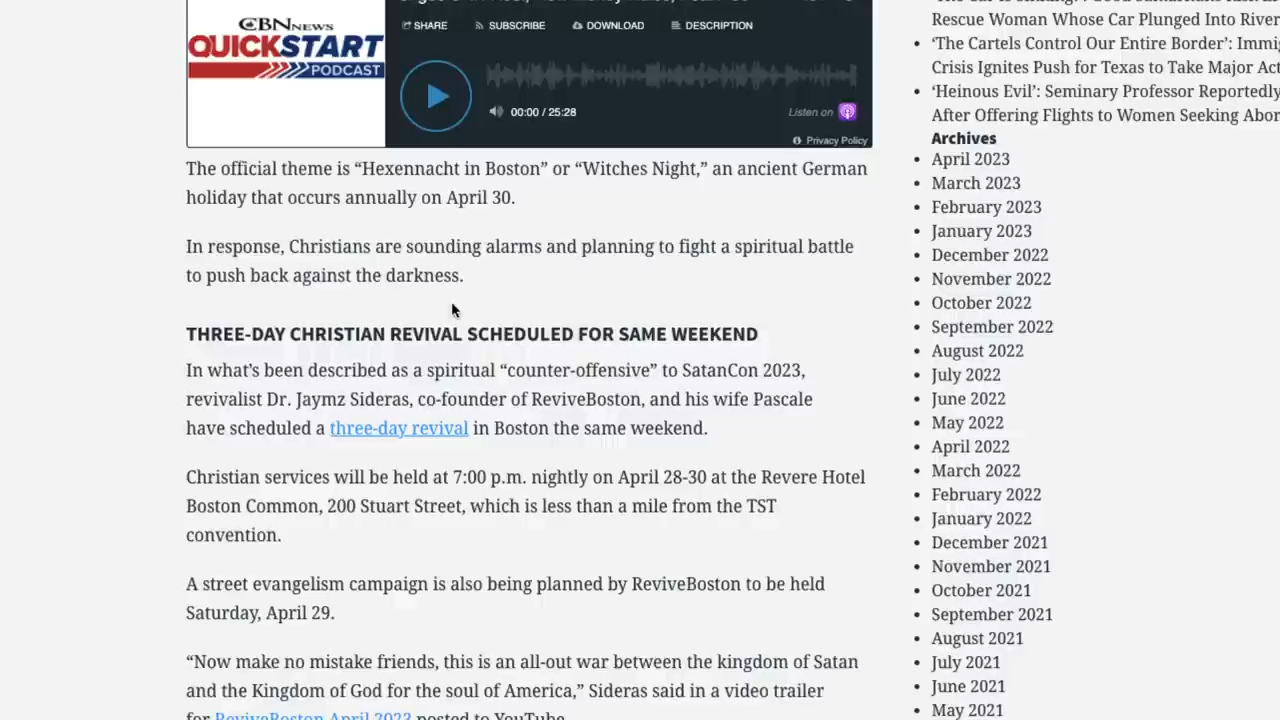 CBN NEWS
QUICKSTART
PODCAST
SHARE
SUBSCRIBE
DOWNLOAD
DESCRIPTION
00:00 / 25:28
Listen on
Privacy Policy
The official theme is “Hexennacht in Boston” or “Witches Night,” an ancient German
holiday that occurs annually on April 30.
In response, Christians are sounding alarms and planning to fight a spiritual battle
to push back against the darkness.
THREE-DAY CHRISTIAN REVIVAL SCHEDULED FOR SAME WEEKEND
In what’s been described as a spiritual “counter-offensive” to SatanCon 2023,
revivalist Dr. Jaymz Sideras, co-founder of ReviveBoston, and his wife Pascale
have scheduled a three-day revival in Boston the same weekend.
Christian services will be held at 7:00 p.m. nightly on April 28-30 at the Revere Hotel
Boston Common, 200 Stuart Street, which is less than a mile from the TST
convention.
A street evangelism campaign is also being planned by ReviveBoston to be held
Saturday, April 29.
“Now make no mistake friends, this is an all-out war between the kingdom of Satan
and the Kingdom of God for the soul of America,” Sideras said in a video trailer
for ReviveBoston April 2023 posted to YouTube.
Rescue Woman Whose Car Plunged Into River
• ‘The Cartels Control Our Entire Border’: Immi
Crisis Ignites Push for Texas to Take Major Act
• ‘Heinous Evil’: Seminary Professor Reportedly
After Offering Flights to Women Seeking Abor
Archives
• April 2023
• March 2023
• February 2023
• January 2023
• December 2022
• November 2022
• October 2022
• September 2022
• August 2022
• July 2022
• June 2022
• May 2022
• April 2022
• March 2022
• February 2022
• January 2022
• December 2021
• November 2021
• October 2021
• September 2021
• August 2021
• July 2021
• June 2021
• May 2021